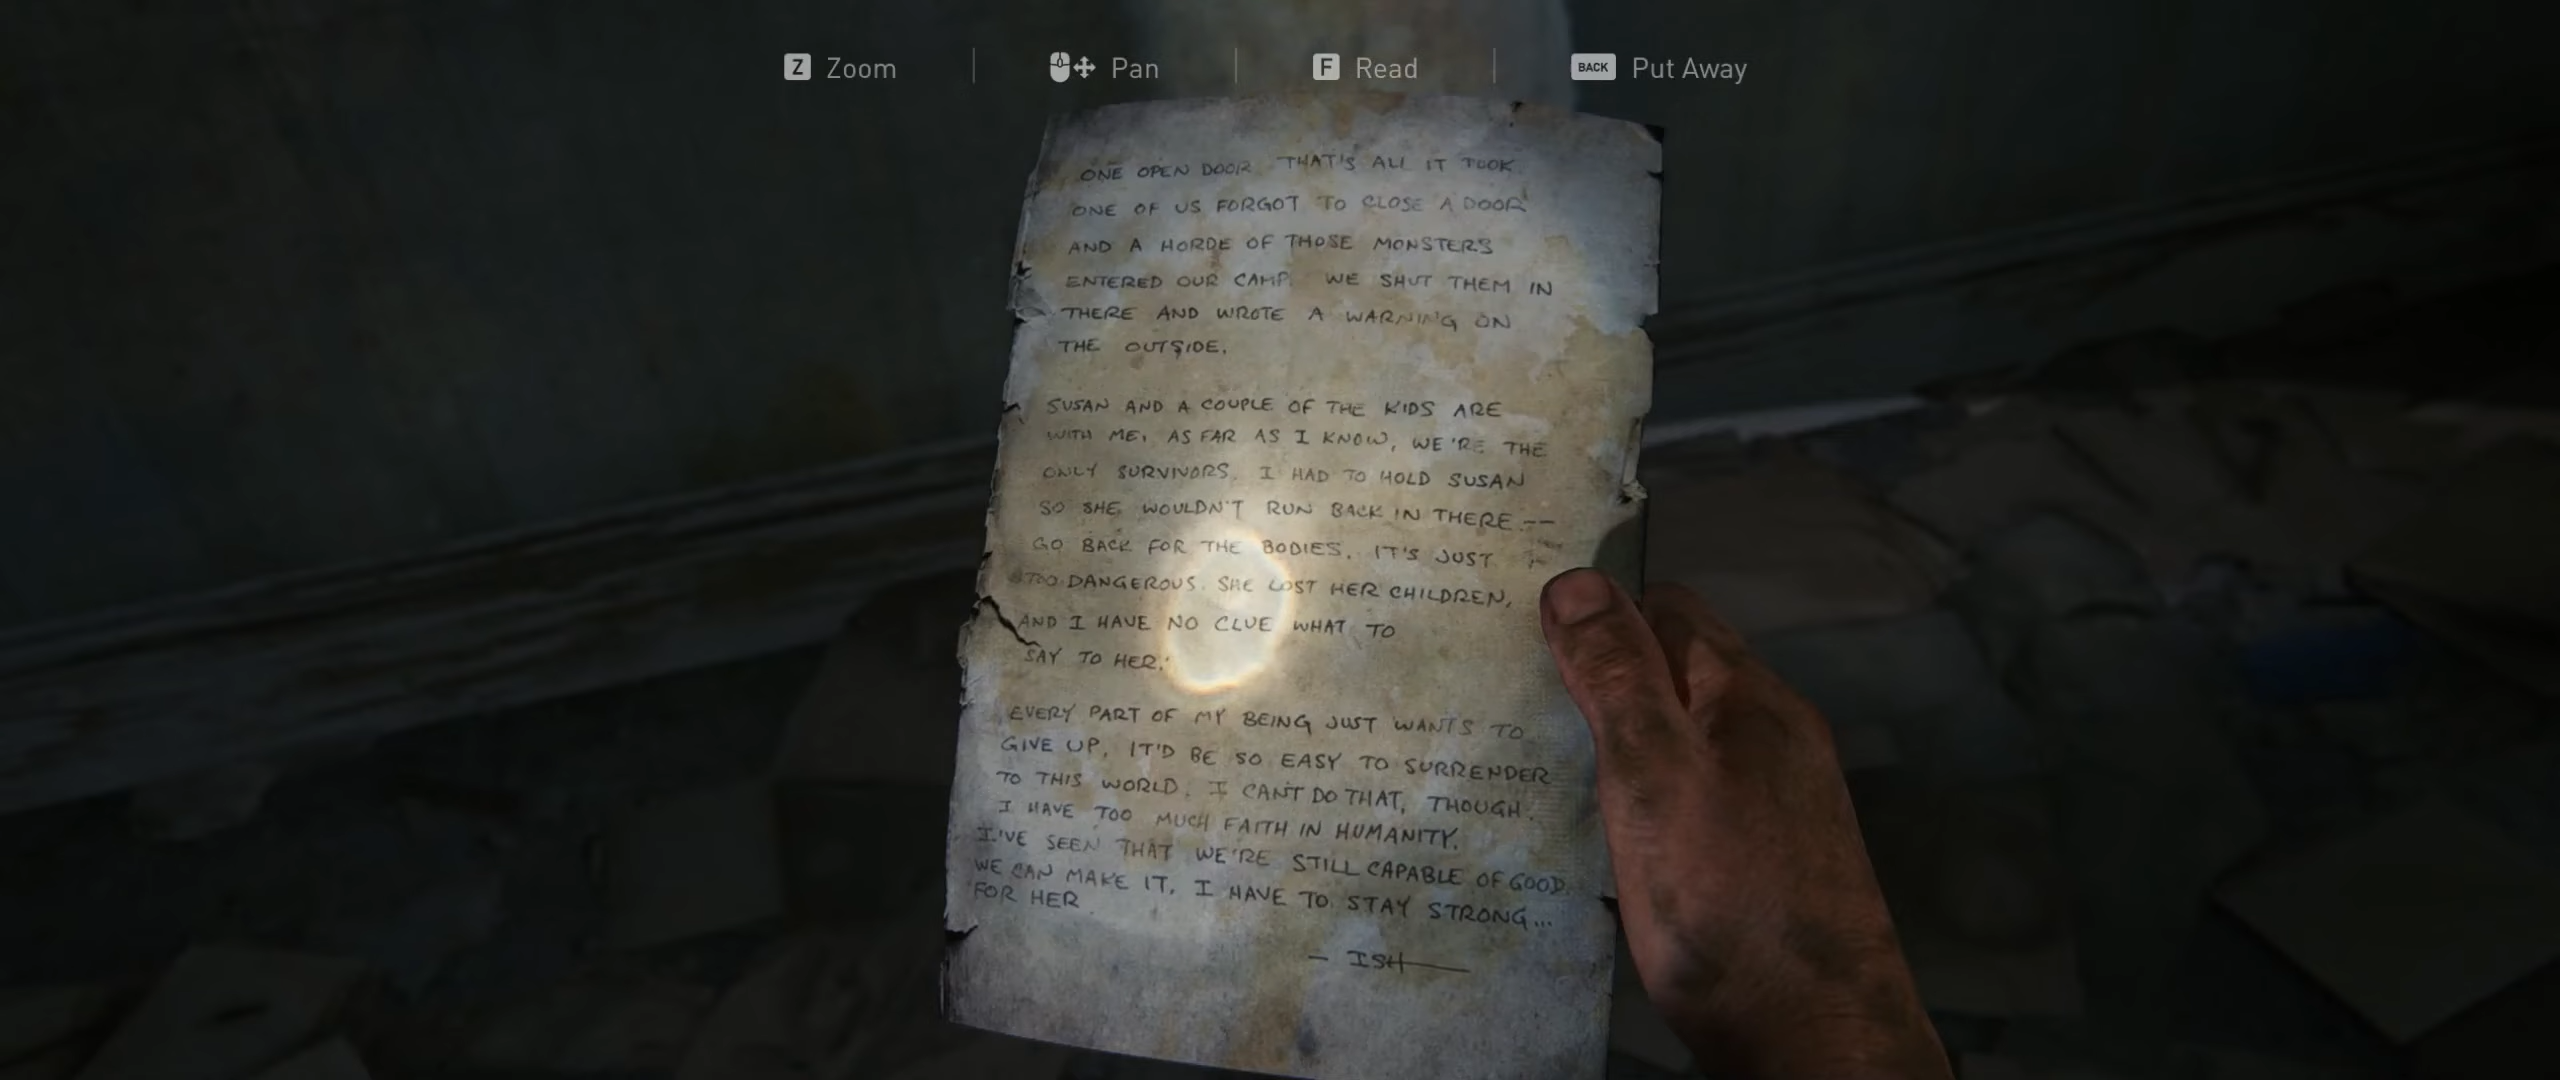 Z Zoom F Read BACK Put Away
Pan
ONE OPEN DOOR THAT'S ALL IT TOOK
ONE OF US FORGOT TO CLOSE A DOOR
AND A HORDE OF THOSE MONSTERS
ENTERED OUR CAMP. WE SHUT THEM IN
THERE AND WROTE A WARNING ON
THE OUTSIDE.
SUSAN AND A COUPLE OF THE KIDS ARE
WITH ME. AS FAR AS I KNOW, WE'RE THE
ONLY SURVIVORS. I HAD TO HOLD SUSAN
SO SHE WOULDN'T RUN BACK IN THERE --
GO BACK FOR THE BODIES. IT'S JUST
TOO DANGEROUS. SHE LOST HER CHILDREN,
AND I HAVE NO CLUE WHAT TO
SAY TO HER.
EVERY PART OF MY BEING JUST WANTS TO
GIVE UP. IT'D BE SO EASY TO SURRENDER
TO THIS WORLD. I CAN'T DO THAT, THOUGH.
I HAVE TOO MUCH FAITH IN HUMANITY.
I'VE SEEN THAT WE'RE STILL CAPABLE OF GOOD.
WE CAN MAKE IT. I HAVE TO STAY STRONG...
FOR HER
- ISH